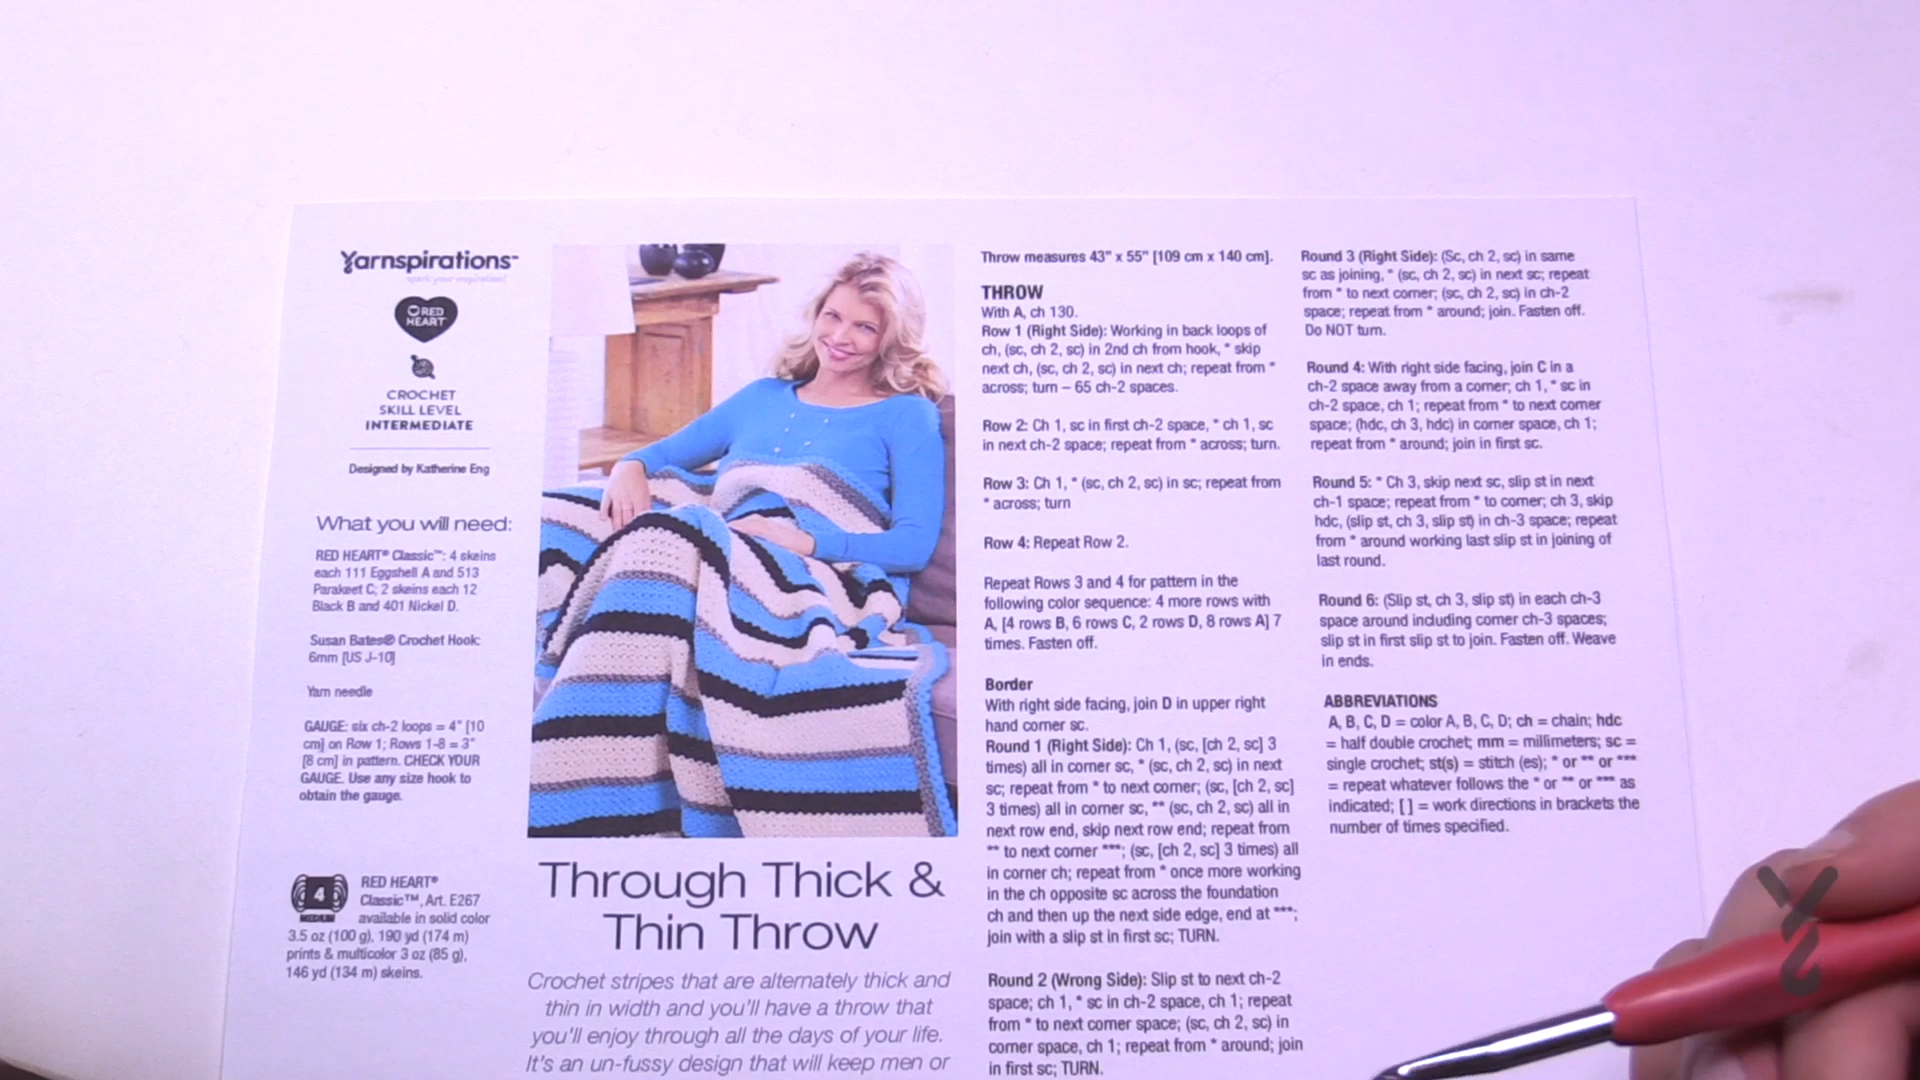 Yarnspirations™
spark your inspiration!
RED
HEART
CROCHET
SKILL LEVEL
INTERMEDIATE
Designed by Katherine Eng
What you will need:
RED HEART® Classic™: 4 skeins
each 111 Eggshell A and 513
Parakeet C; 2 skeins each 12
Black B and 401 Nickel D.
Susan Bates® Crochet Hook:
6mm [US J-10]
Yarn needle
GAUGE: six ch-2 loops = 4" [10
cm] on Row 1; Rows 1-8 = 3"
[8 cm] in pattern. CHECK YOUR
GAUGE. Use any size hook to
obtain the gauge.
4
MEDIUM
RED HEART®
Classic™, Art. E267
available in solid color
3.5 oz (100 g), 190 yd (174 m)
prints & multicolor 3 oz (85 g),
146 yd (134 m) skeins.
Through Thick &
Thin Throw
Crochet stripes that are alternately thick and
thin in width and you'll have a throw that
you'll enjoy through all the days of your life.
It's an un-fussy design that will keep men or
Throw measures 43" x 55" [109 cm x 140 cm].
THROW
With A, ch 130.
Row 1 (Right Side): Working in back loops of
ch, (sc, ch 2, sc) in 2nd ch from hook, * skip
next ch, (sc, ch 2, sc) in next ch; repeat from *
across; turn – 65 ch-2 spaces.
Row 2: Ch 1, sc in first ch-2 space, * ch 1, sc
in next ch-2 space; repeat from * across; turn.
Row 3: Ch 1, * (sc, ch 2, sc) in sc; repeat from
* across; turn
Row 4: Repeat Row 2.
Repeat Rows 3 and 4 for pattern in the
following color sequence: 4 more rows with
A, [4 rows B, 6 rows C, 2 rows D, 8 rows A] 7
times. Fasten off.
Border
With right side facing, join D in upper right
hand corner sc.
Round 1 (Right Side): Ch 1, (sc, [ch 2, sc] 3
times) all in corner sc, * (sc, ch 2, sc) in next
sc; repeat from * to next corner; (sc, [ch 2, sc]
3 times) all in corner sc, ** (sc, ch 2, sc) all in
next row end, skip next row end; repeat from
** to next corner ***; (sc, [ch 2, sc] 3 times) all
in corner ch; repeat from * once more working
in the ch opposite sc across the foundation
ch and then up the next side edge, end at ***;
join with a slip st in first sc; TURN.
Round 2 (Wrong Side): Slip st to next ch-2
space; ch 1, * sc in ch-2 space, ch 1; repeat
from * to next corner space; (sc, ch 2, sc) in
corner space, ch 1; repeat from * around; join
in first sc; TURN.
Round 3 (Right Side): (Sc, ch 2, sc) in same
sc as joining, * (sc, ch 2, sc) in next sc; repeat
from * to next corner; (sc, ch 2, sc) in ch-2
space; repeat from * around; join. Fasten off.
Do NOT turn.
Round 4: With right side facing, join C in a
ch-2 space away from a corner; ch 1, * sc in
ch-2 space, ch 1; repeat from * to next corner
space; (hdc, ch 3, hdc) in corner space, ch 1;
repeat from * around; join in first sc.
Round 5: * Ch 3, skip next sc, slip st in next
ch-1 space; repeat from * to corner; ch 3, skip
hdc, (slip st, ch 3, slip st) in ch-3 space; repeat
from * around working last slip st in joining of
last round.
Round 6: (Slip st, ch 3, slip st) in each ch-3
space around including corner ch-3 spaces;
slip st in first slip st to join. Fasten off. Weave
in ends.
ABBREVIATIONS
A, B, C, D = color A, B, C, D; ch = chain; hdc
= half double crochet; mm = millimeters; sc =
single crochet; st(s) = stitch (es); * or ** or ***
= repeat whatever follows the * or ** or *** as
indicated; [ ] = work directions in brackets the
number of times specified.